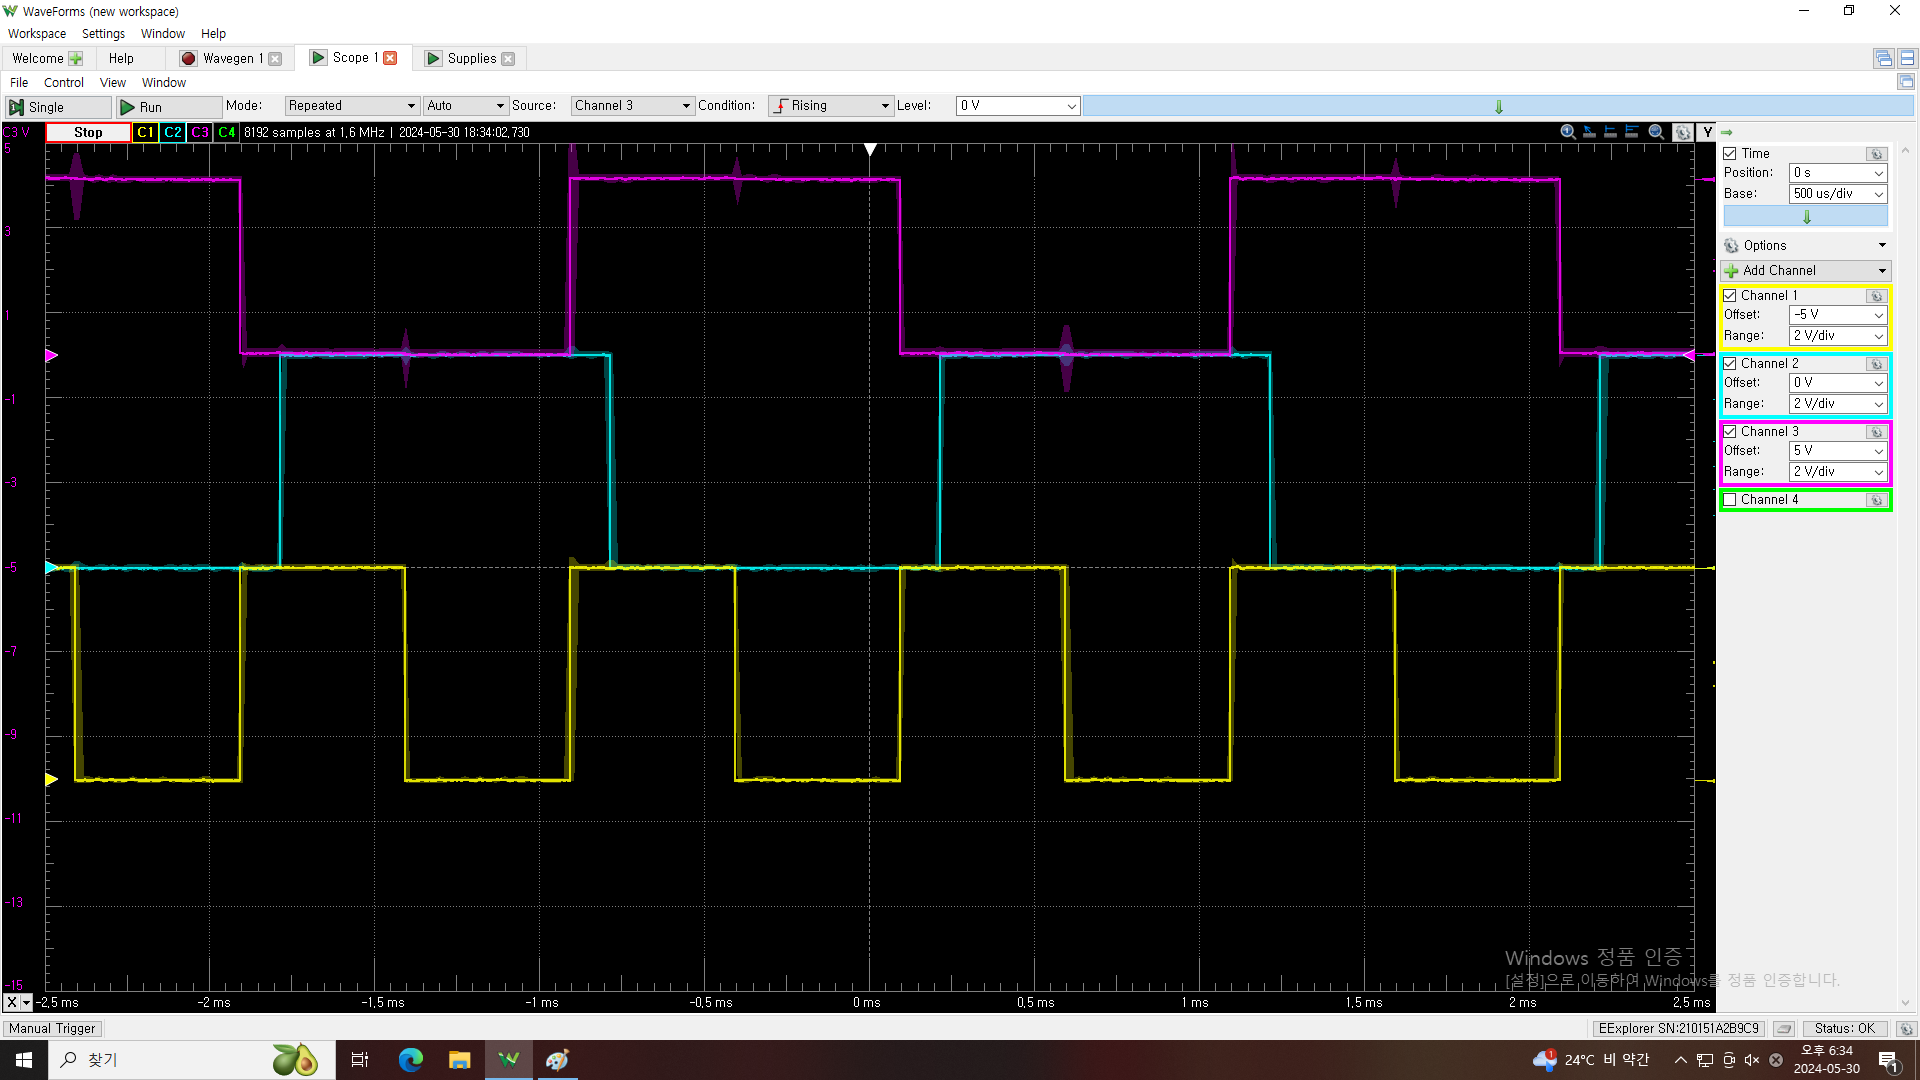 WaveForms (new workspace)
Workspace Settings Window Help
Welcome Help Wavegen 1 Scope 1 Supplies
File Control View Window
Single Run Mode: Repeated Auto Source: Channel 3 Condition: Rising Level: 0 V
C3 V Stop C1 C2 C3 C4 8192 samples at 1,6 MHz | 2024-05-30 18:34:02,730 Y
5
3
1
-1
-3
-5
-7
-9
-11
-13
-15
X -2,5 ms -2 ms -1,5 ms -1 ms -0,5 ms 0 ms 0,5 ms 1 ms 1,5 ms 2 ms 2,5 ms
Time
Position: 0 s
Base: 500 us/div
Options
Add Channel
Channel 1
Offset: -5 V
Range: 2 V/div
Channel 2
Offset: 0 V
Range: 2 V/div
Channel 3
Offset: 5 V
Range: 2 V/div
Channel 4
Windows 정품 인증
[설정]으로 이동하여 Windows를 정품 인증합니다.
Manual Trigger EExplorer SN:210151A2B9C9 Status: OK
찾기 1 24°C 비 약간 오후 6:34
2024-05-30 1